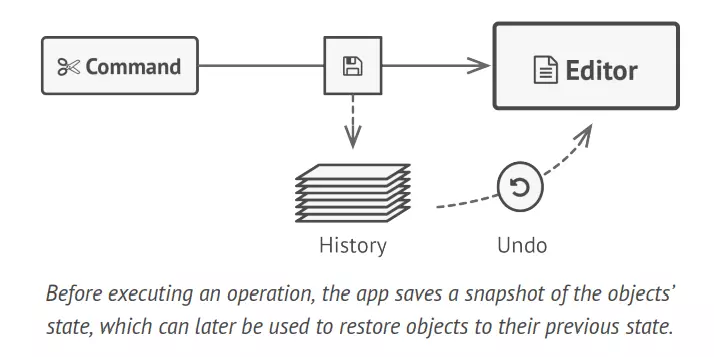 Command
Editor
History
Undo
Before executing an operation, the app saves a snapshot of the objects’
state, which can later be used to restore objects to their previous state.